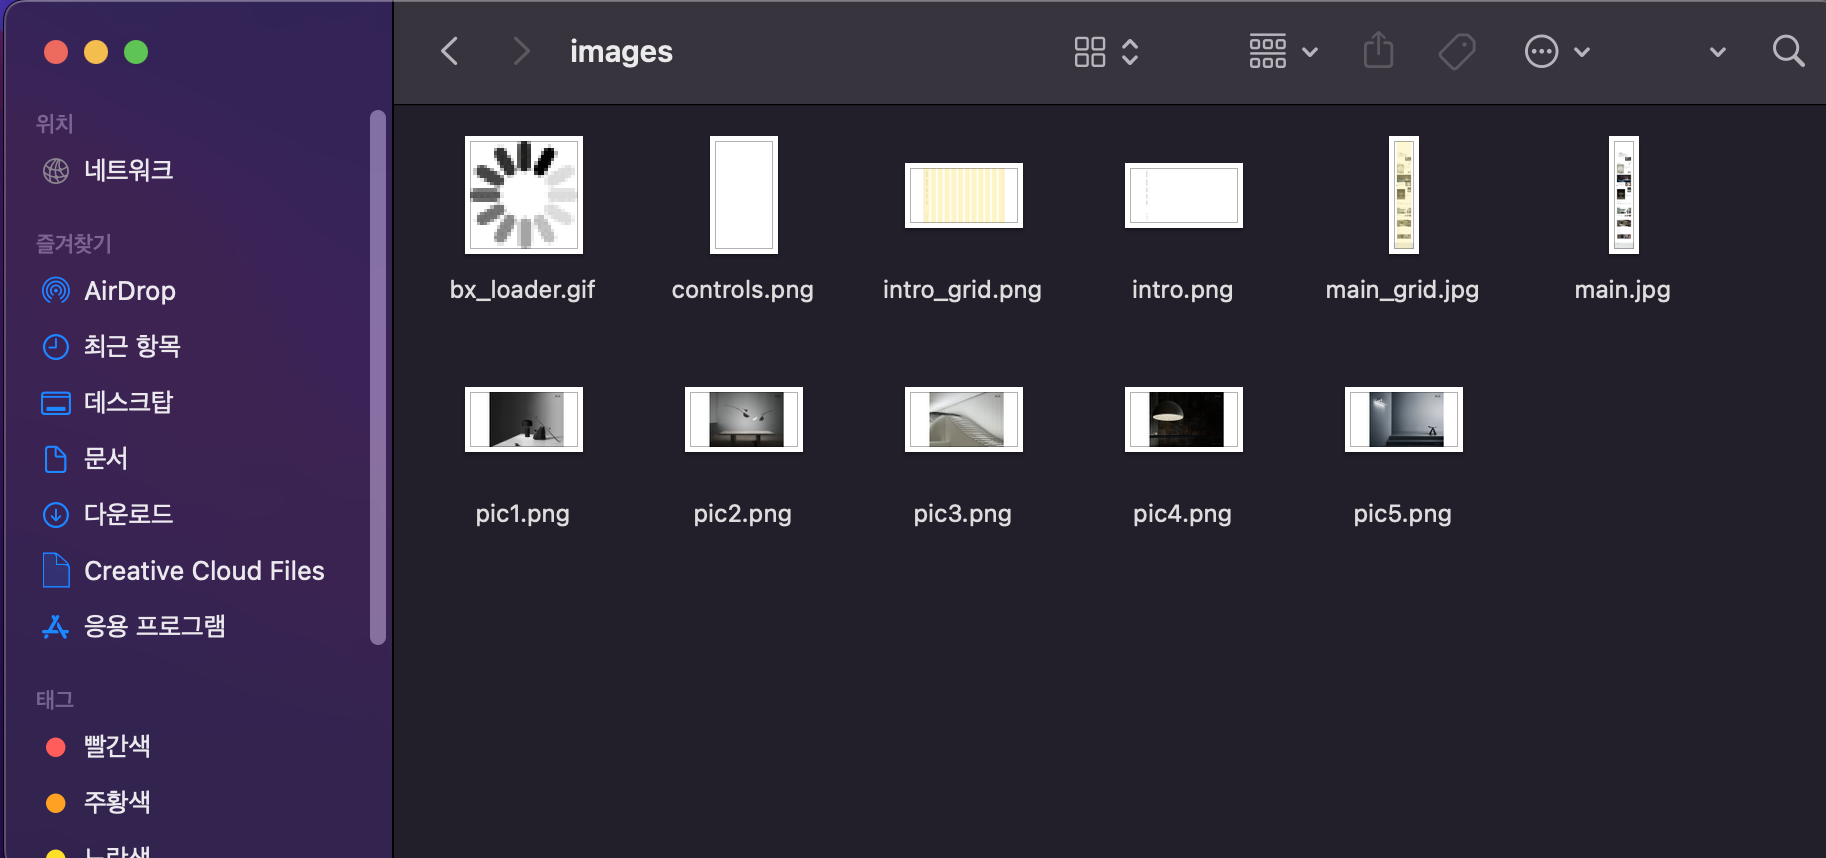 images
위치
네트워크
즐겨찾기
AirDrop
최근 항목
데스크탑
문서
다운로드
Creative Cloud Files
응용 프로그램
태그
빨간색
주황색
노란색
bx_loader.gif
controls.png
intro_grid.png
intro.png
main_grid.jpg
main.jpg
pic1.png
pic2.png
pic3.png
pic4.png
pic5.png